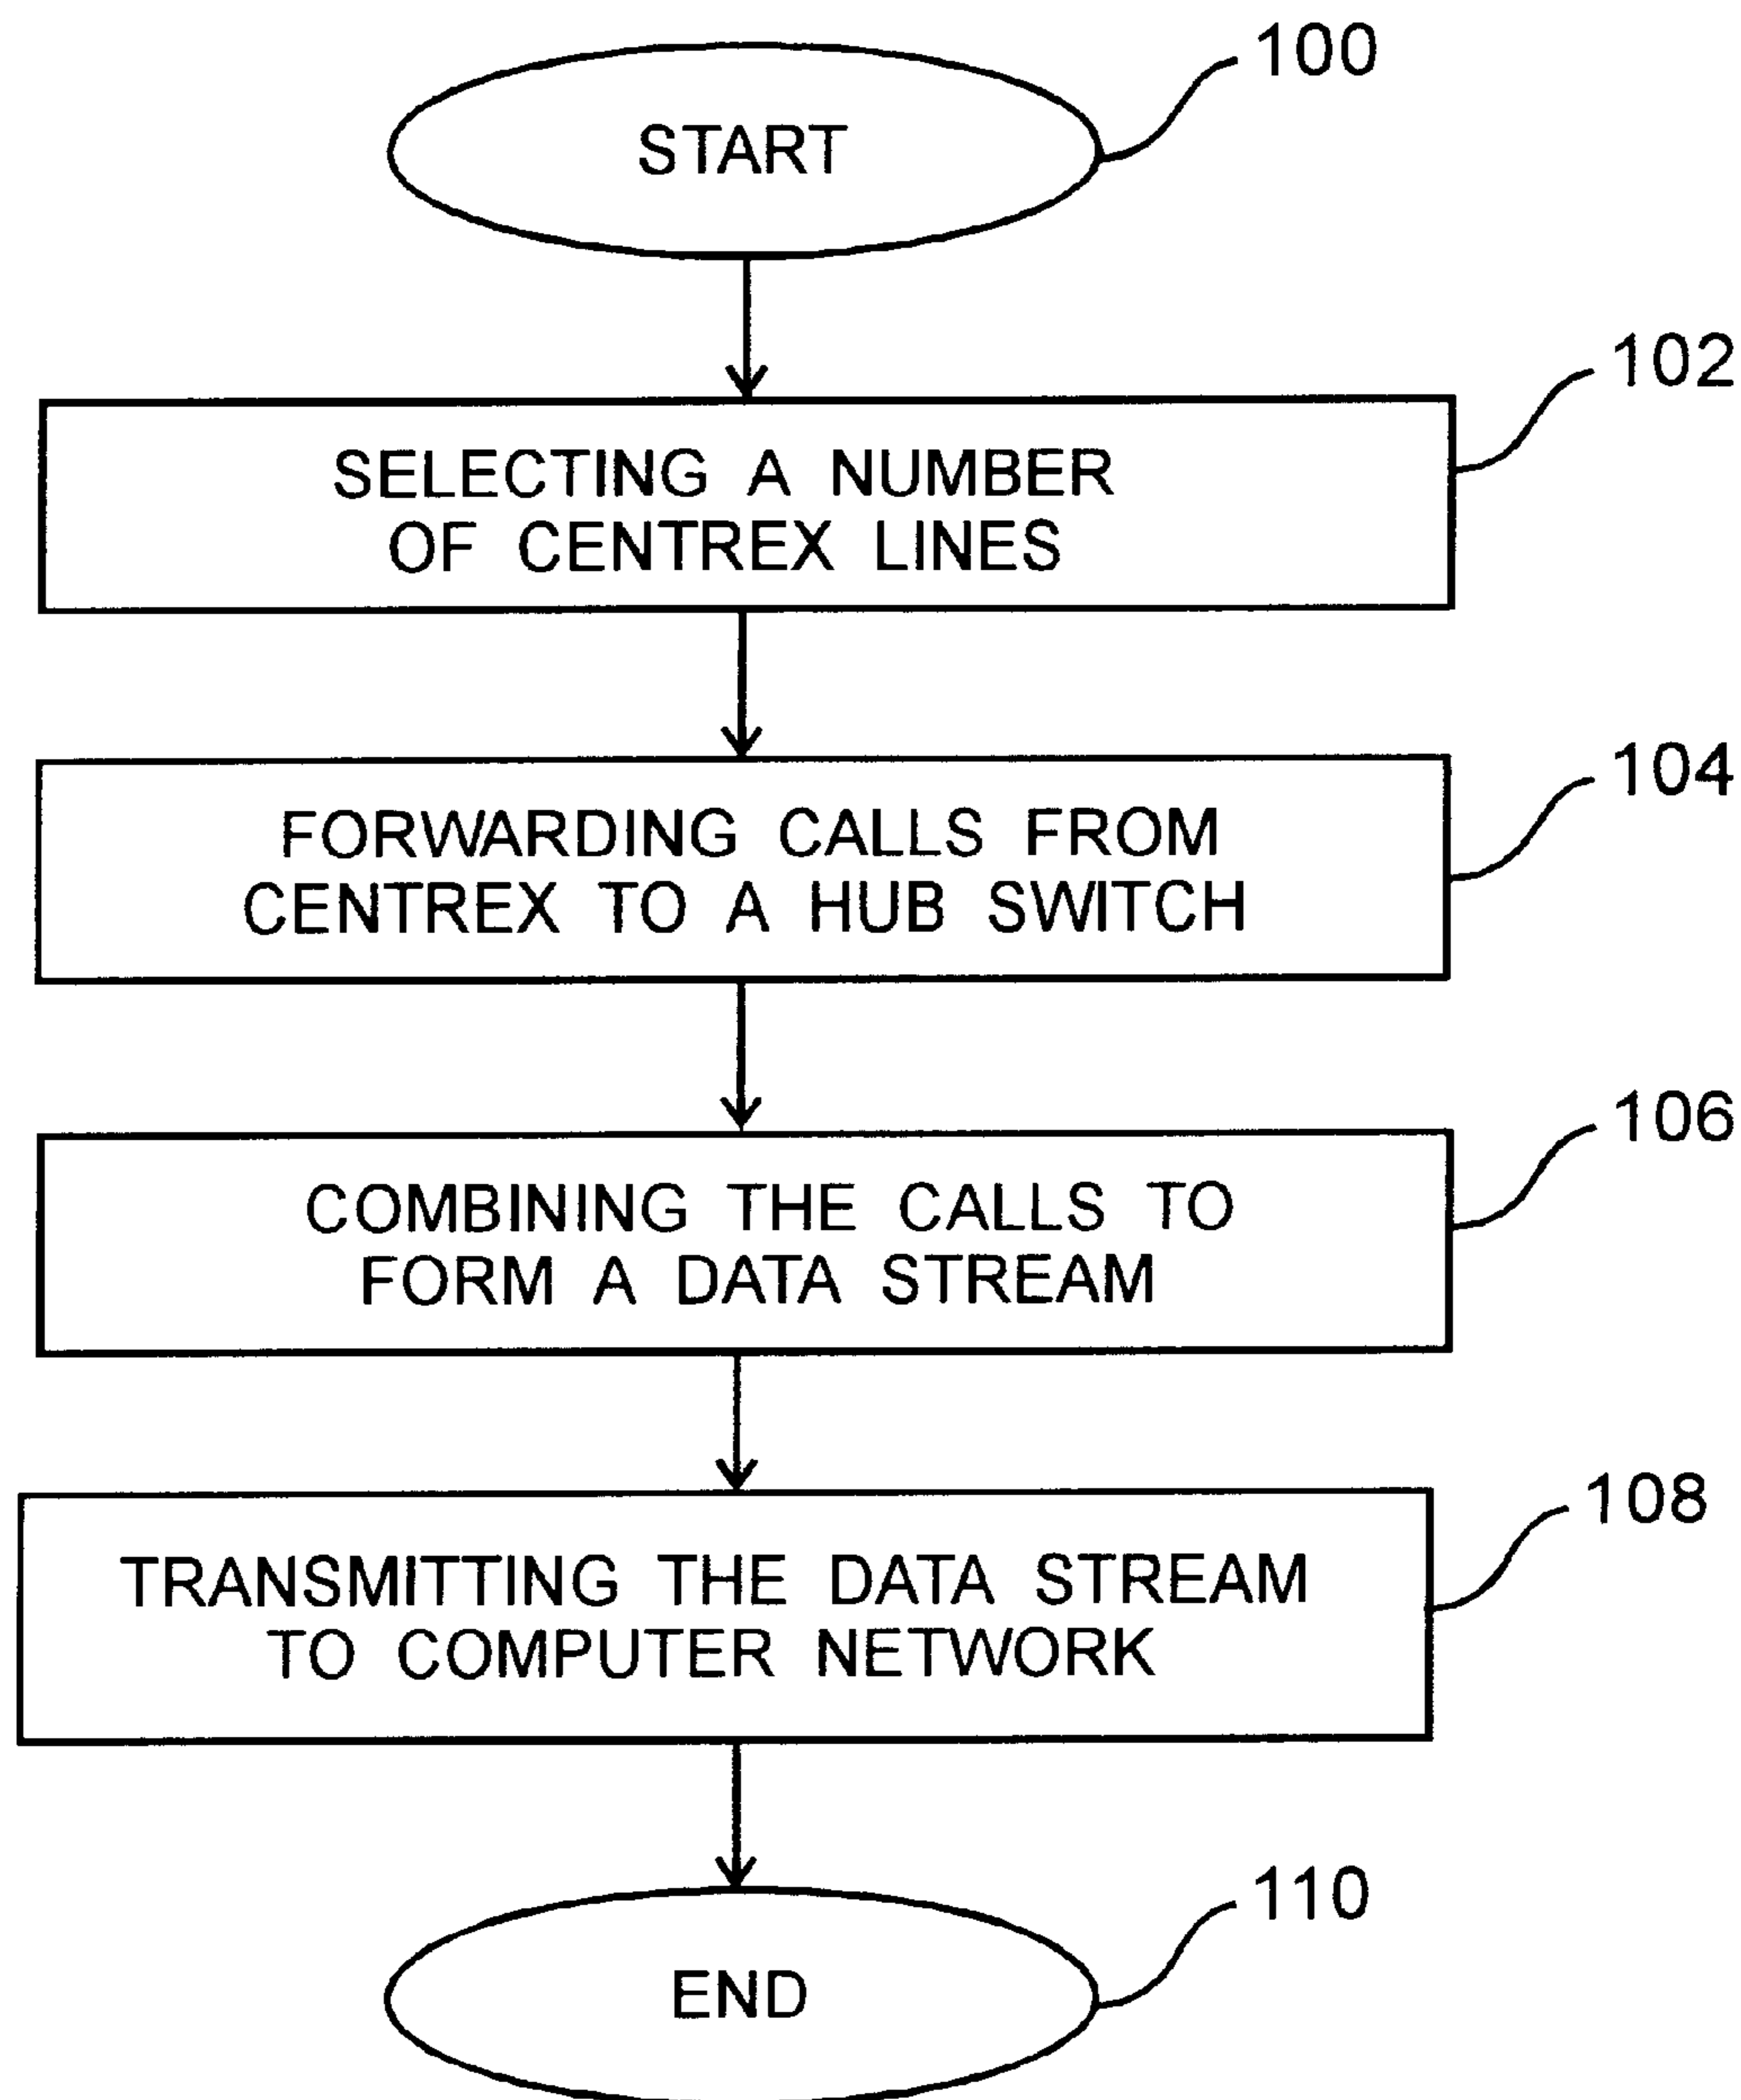 100
START
102
SELECTING A NUMBER
OF CENTREX LINES
104
FORWARDING CALLS FROM
CENTREX TO A HUB SWITCH
106
COMBINING THE CALLS TO
FORM A DATA STREAM
108
TRANSMITTING THE DATA STREAM
TO COMPUTER NETWORK
110
END